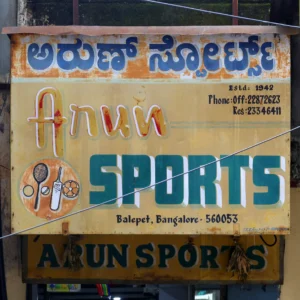 ಅರುಣ್ ಸ್ಪೋರ್ಟ್ಸ್
Estd: 1942
Phone: Off: 22872623
Res: 23346411
Arun
SPORTS
Balepet, Bangalore - 560053
ARUN SPORTS